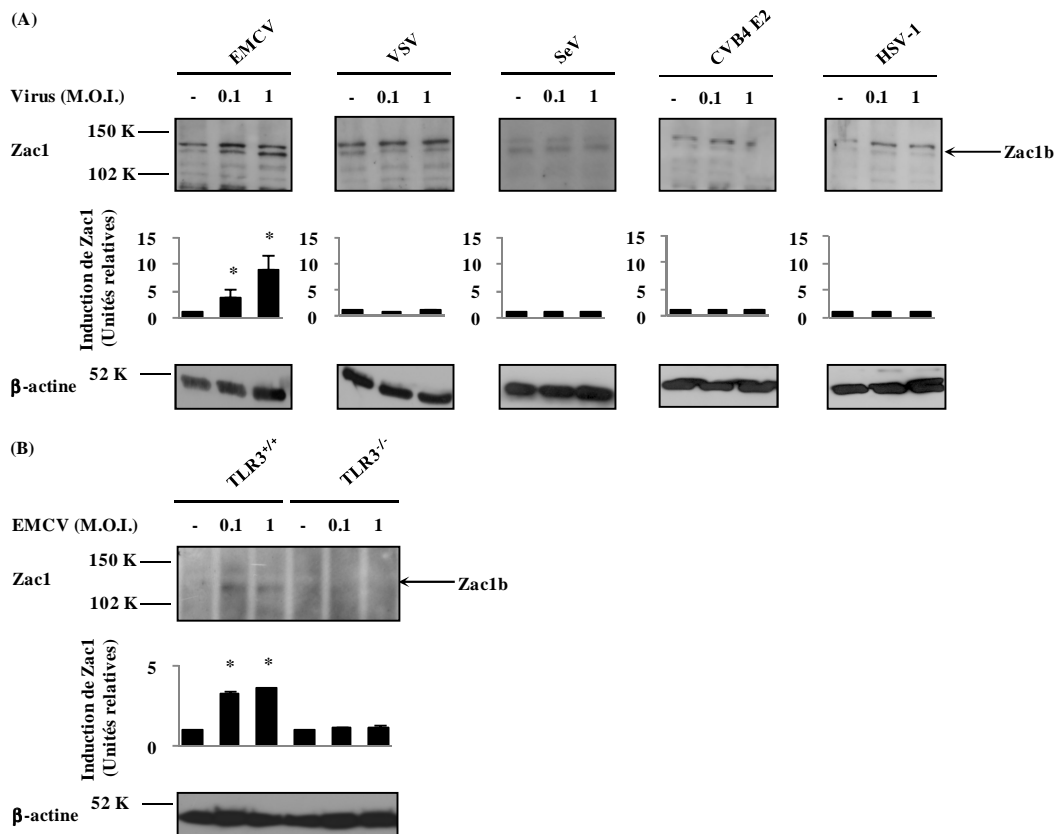 (A)
EMCV VSV SeV CVB4 E2 HSV-1
Virus (M.O.I.) - 0.1 1 - 0.1 1 - 0.1 1 - 0.1 1 - 0.1 1
150 K
Zac1
Zac1b
102 K
Induction de Zac1
(Unités relatives)
15 15 15 15 15
10 10 10 10 10
5 5 5 5 5
0 0 0 0 0
* *
52 K
β-actine
(B)
TLR3+/+ TLR3-/-
EMCV (M.O.I.) - 0.1 1 - 0.1 1
150 K
Zac1
Zac1b
102 K
Induction de Zac1
(Unités relatives)
5
0
* *
52 K
β-actine